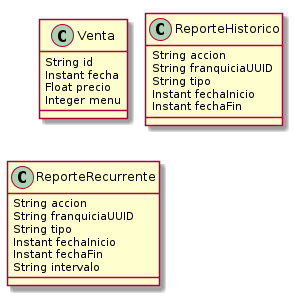 C Venta
String id
Instant fecha
Float precio
Integer menu
C ReporteHistorico
String accion
String franquiciaUUID
String tipo
Instant fechaInicio
Instant fechaFin
C ReporteRecurrente
String accion
String franquiciaUUID
String tipo
Instant fechaInicio
Instant fechaFin
String intervalo